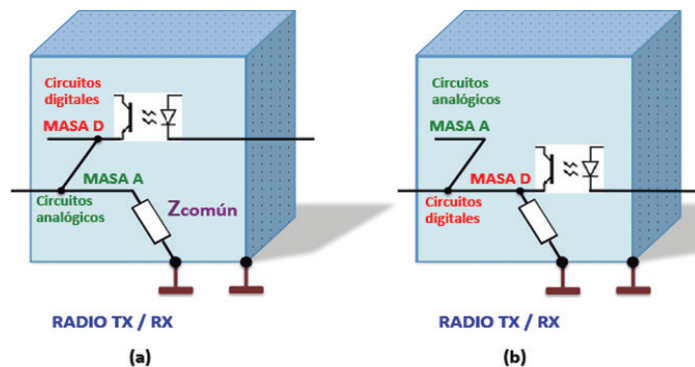 Circuitos
digitales
MASA D
MASA A
Circuitos
analógicos
Zcomún
RADIO TX / RX
(a)
Circuitos
analógicos
MASA A
MASA D
Circuitos
digitales
RADIO TX / RX
(b)